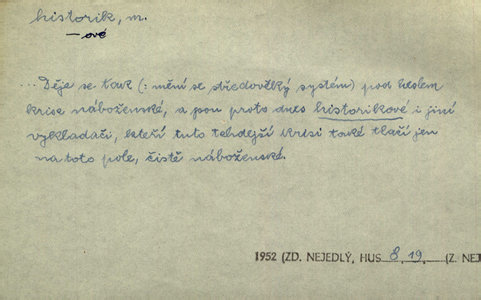 historik, m.
— ové
... Děje se tak (: mění se středověký systém) pod heslem
krise náboženské, a jsou proto dnes historikové i jiní
vykladači, kteří tuto tehdejší krisi také tlačí jen
na toto pole, čistě náboženské.
1952 (ZD. NEJEDLÝ, HUS 8, 19, (Z. NEJ